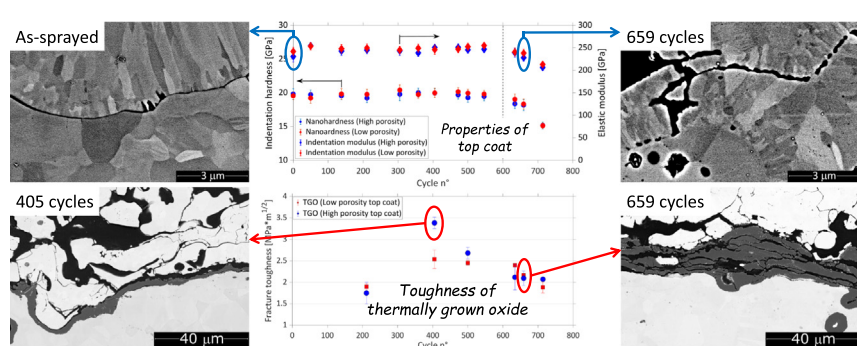 As-sprayed
3 μm
30
25
20
15
10
Indentation hardness [GPa]
300
250
200
150
100
50
0
Elastic modulus [GPa]
Nanohardness (High porosity)
Nanoardness (Low porosity)
Indentation modulus (High porosity)
Indentation modulus (Low porosity)
Properties of
top coat
0 100 200 300 400 500 600 700 800
Cycle n°
659 cycles
3 μm
405 cycles
40 μm
4
3.5
3
2.5
2
1.5
1
Fracture toughness [MPa*m1/2]
TGO (Low porosity top coat)
TGO (High porosity top coat)
Toughness of
thermally grown oxide
0 100 200 300 400 500 600 700 800
Cycle n°
659 cycles
40 μm